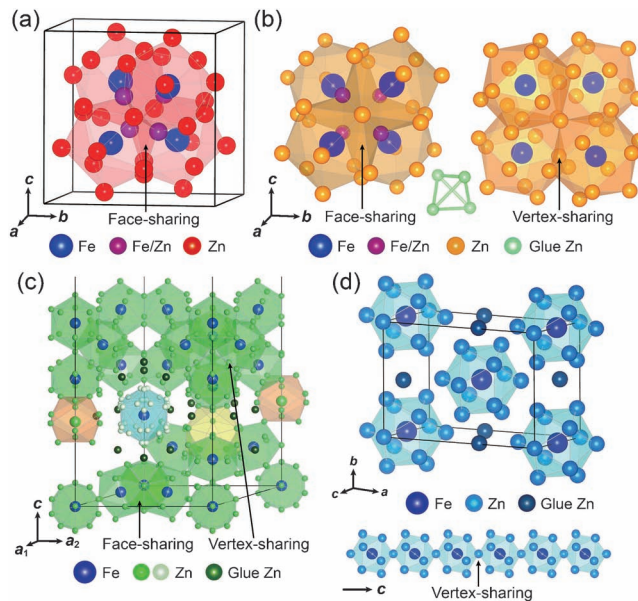 (a)
c
a
b
Face-sharing
Fe Fe/Zn Zn
(b)
c
a
b
Face-sharing
Vertex-sharing
Fe Fe/Zn Zn Glue Zn
(c)
c
a1
a2
Face-sharing
Vertex-sharing
Fe Zn Glue Zn
(d)
b
c
a
Fe Zn Glue Zn
c
Vertex-sharing